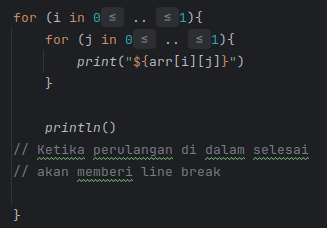 for (i in 0≤ .. ≤1){
for (j in 0≤ .. ≤1){
print("${arr[i][j]}")
}
println()
// Ketika perulangan di dalam selesai
// akan memberi line break
}